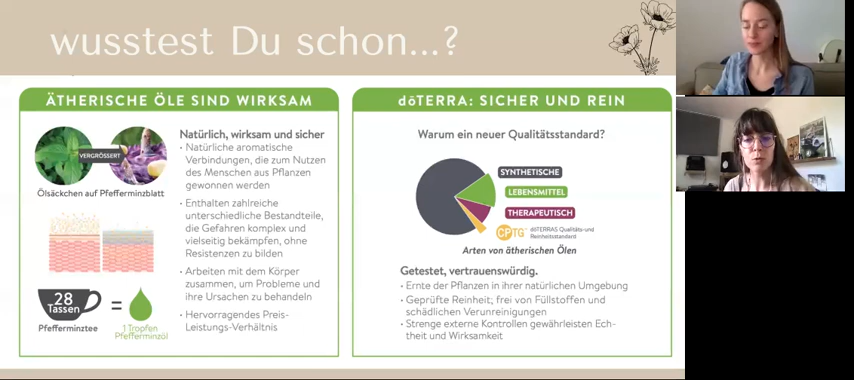 wusstest Du schon...?
ÄTHERISCHE ÖLE SIND WIRKSAM
VERGRÖSSERT
Ölsäckchen auf Pfefferminzblatt
28
Tassen
=
Pfefferminztee
1 Tropfen
Pfefferminzöl
Natürlich, wirksam und sicher
• Natürliche aromatische
Verbindungen, die zum Nutzen
des Menschen aus Pflanzen
gewonnen werden
• Enthalten zahlreiche
unterschiedliche Bestandteile,
die Gefahren komplex und
vielseitig bekämpfen, ohne
Resistenzen zu bilden
• Arbeiten mit dem Körper
zusammen, um Probleme und
ihre Ursachen zu behandeln
• Hervorragendes Preis-
Leistungs-Verhältnis
dōTERRA: SICHER UND REIN
Warum ein neuer Qualitätsstandard?
SYNTHETISCHE
LEBENSMITTEL
THERAPEUTISCH
CPTG dōTERRAS Qualitäts-und
Reinheitsstandard
Arten von ätherischen Ölen
Getestet, vertrauenswürdig.
• Ernte der Pflanzen in ihrer natürlichen Umgebung
• Geprüfte Reinheit; frei von Füllstoffen und
schädlichen Verunreinigungen
• Strenge externe Kontrollen gewährleisten Ech-
theit und Wirksamkeit